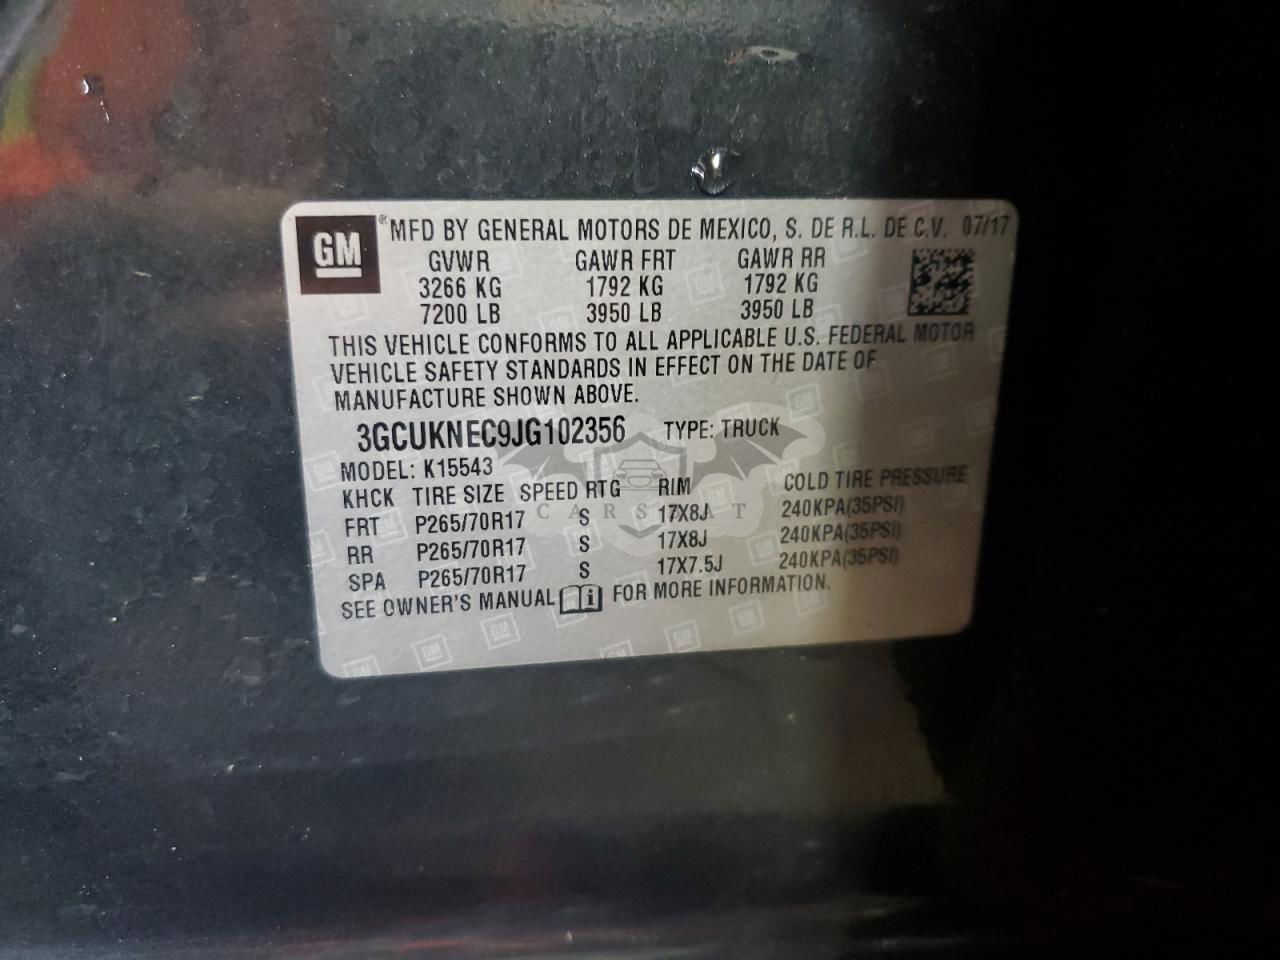 GM ® MFD BY GENERAL MOTORS DE MEXICO, S. DE R.L. DE C.V. 07/17
GVWR GAWR FRT GAWR RR
3266 KG 1792 KG 1792 KG
7200 LB 3950 LB 3950 LB
THIS VEHICLE CONFORMS TO ALL APPLICABLE U.S. FEDERAL MOTOR
VEHICLE SAFETY STANDARDS IN EFFECT ON THE DATE OF
MANUFACTURE SHOWN ABOVE.
3GCUKNEC9JG102356 TYPE: TRUCK
MODEL: K15543
KHCK TIRE SIZE SPEED RTG RIM COLD TIRE PRESSURE
FRT P265/70R17 S 17X8J 240KPA(35PSI)
RR P265/70R17 S 17X8J 240KPA(35PSI)
SPA P265/70R17 S 17X7.5J 240KPA(35PSI)
SEE OWNER'S MANUAL i FOR MORE INFORMATION.